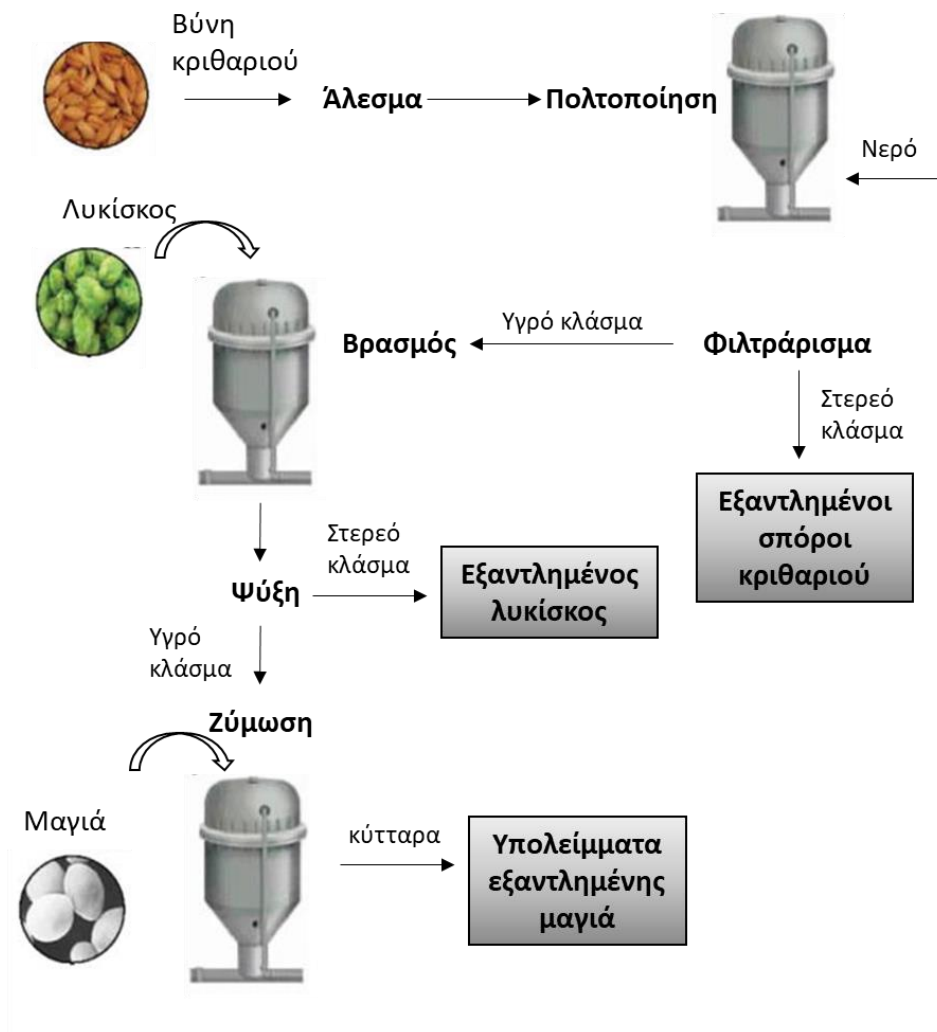 Βύνη
κριθαριού
Άλεσμα
Πολτοποίηση
Νερό
Λυκίσκος
Βρασμός
Υγρό κλάσμα
Φιλτράρισμα
Στερεό
κλάσμα
Εξαντλημένοι
σπόροι
κριθαριού
Ψύξη
Στερεό
κλάσμα
Εξαντλημένος
λυκίσκος
Υγρό
κλάσμα
Ζύμωση
Μαγιά
κύτταρα
Υπολείμματα
εξαντλημένης
μαγιά